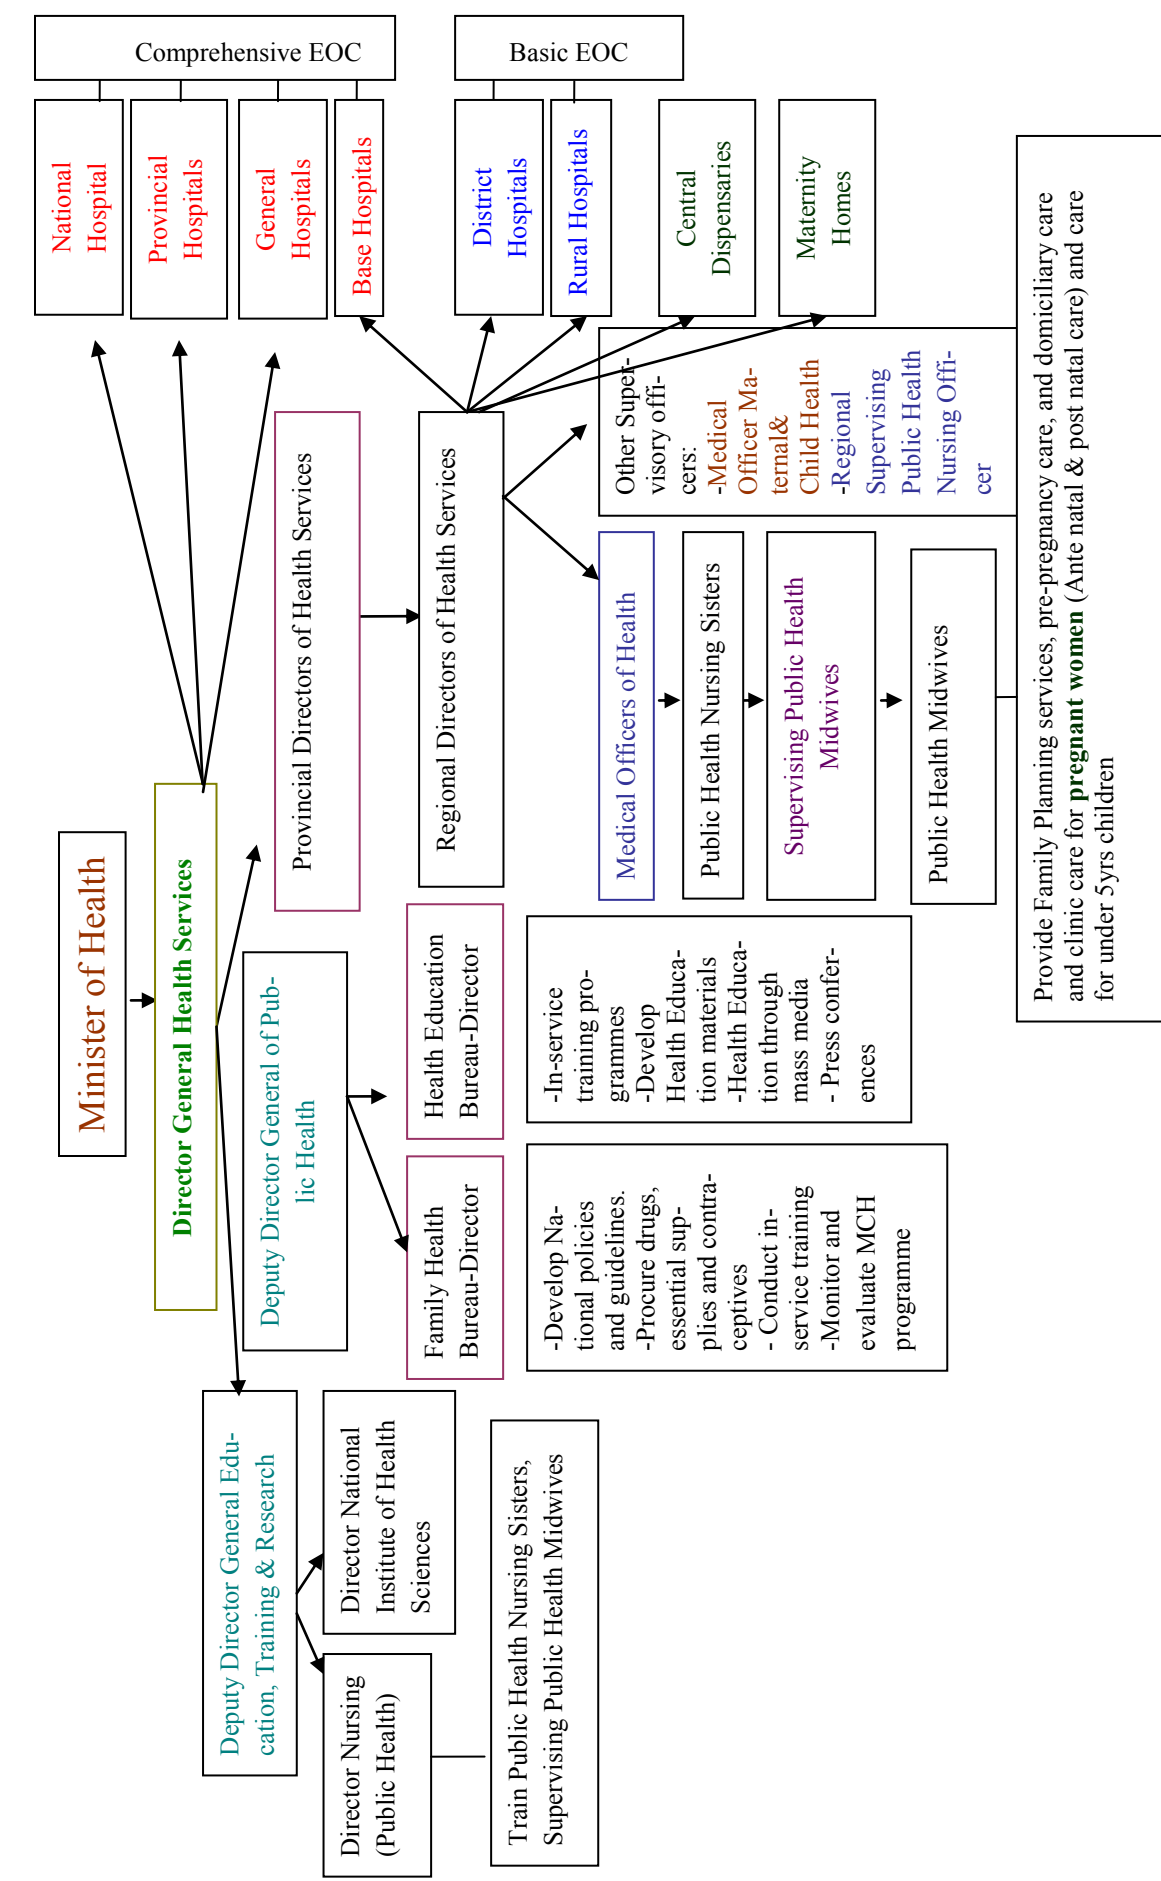 Minister of Health
Director General Health Services
Deputy Director General Edu-
cation, Training & Research
Director Nursing
(Public Health)
Director National
Institute of Health
Sciences
Train Public Health Nursing Sisters,
Supervising Public Health Midwives
Deputy Director General of Pub-
lic Health
Family Health
Bureau-Director
Health Education
Bureau-Director
-Develop Na-
tional policies
and guidelines.
-Procure drugs,
essential sup-
plies and contra-
ceptives
- Conduct in-
service training
-Monitor and
evaluate MCH
programme
-In-service
training pro-
grammes
-Develop
Health Educa-
tion materials
-Health Educa-
tion through
mass media
- Press confer-
ences
Provincial Directors of Health Services
Regional Directors of Health Services
Medical Officers of Health
Public Health Nursing Sisters
Supervising Public Health
Midwives
Public Health Midwives
Other Super-
visory offi-
cers:
-Medical
Officer Ma-
ternal&
Child Health
-Regional
Supervising
Public Health
Nursing Offi-
cer
Provide Family Planning services, pre-pregnancy care, and domiciliary care
and clinic care for pregnant women (Ante natal & post natal care) and care
for under 5yrs children
National
Hospital
Provincial
Hospitals
General
Hospitals
Base Hospitals
Comprehensive EOC
District
Hospitals
Rural Hospitals
Basic EOC
Central
Dispensaries
Maternity
Homes